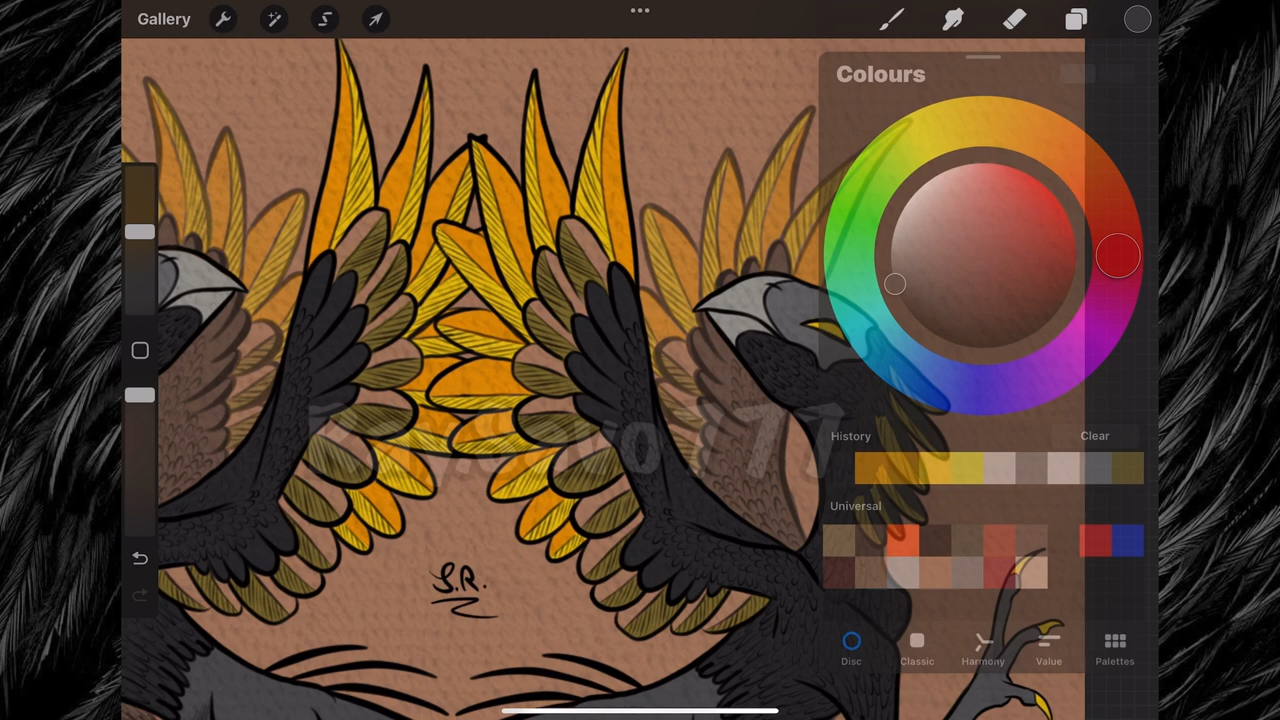 Gallery
Colours
History
Clear
Universal
S.R.
Disc
Classic
Harmony
Value
Palettes